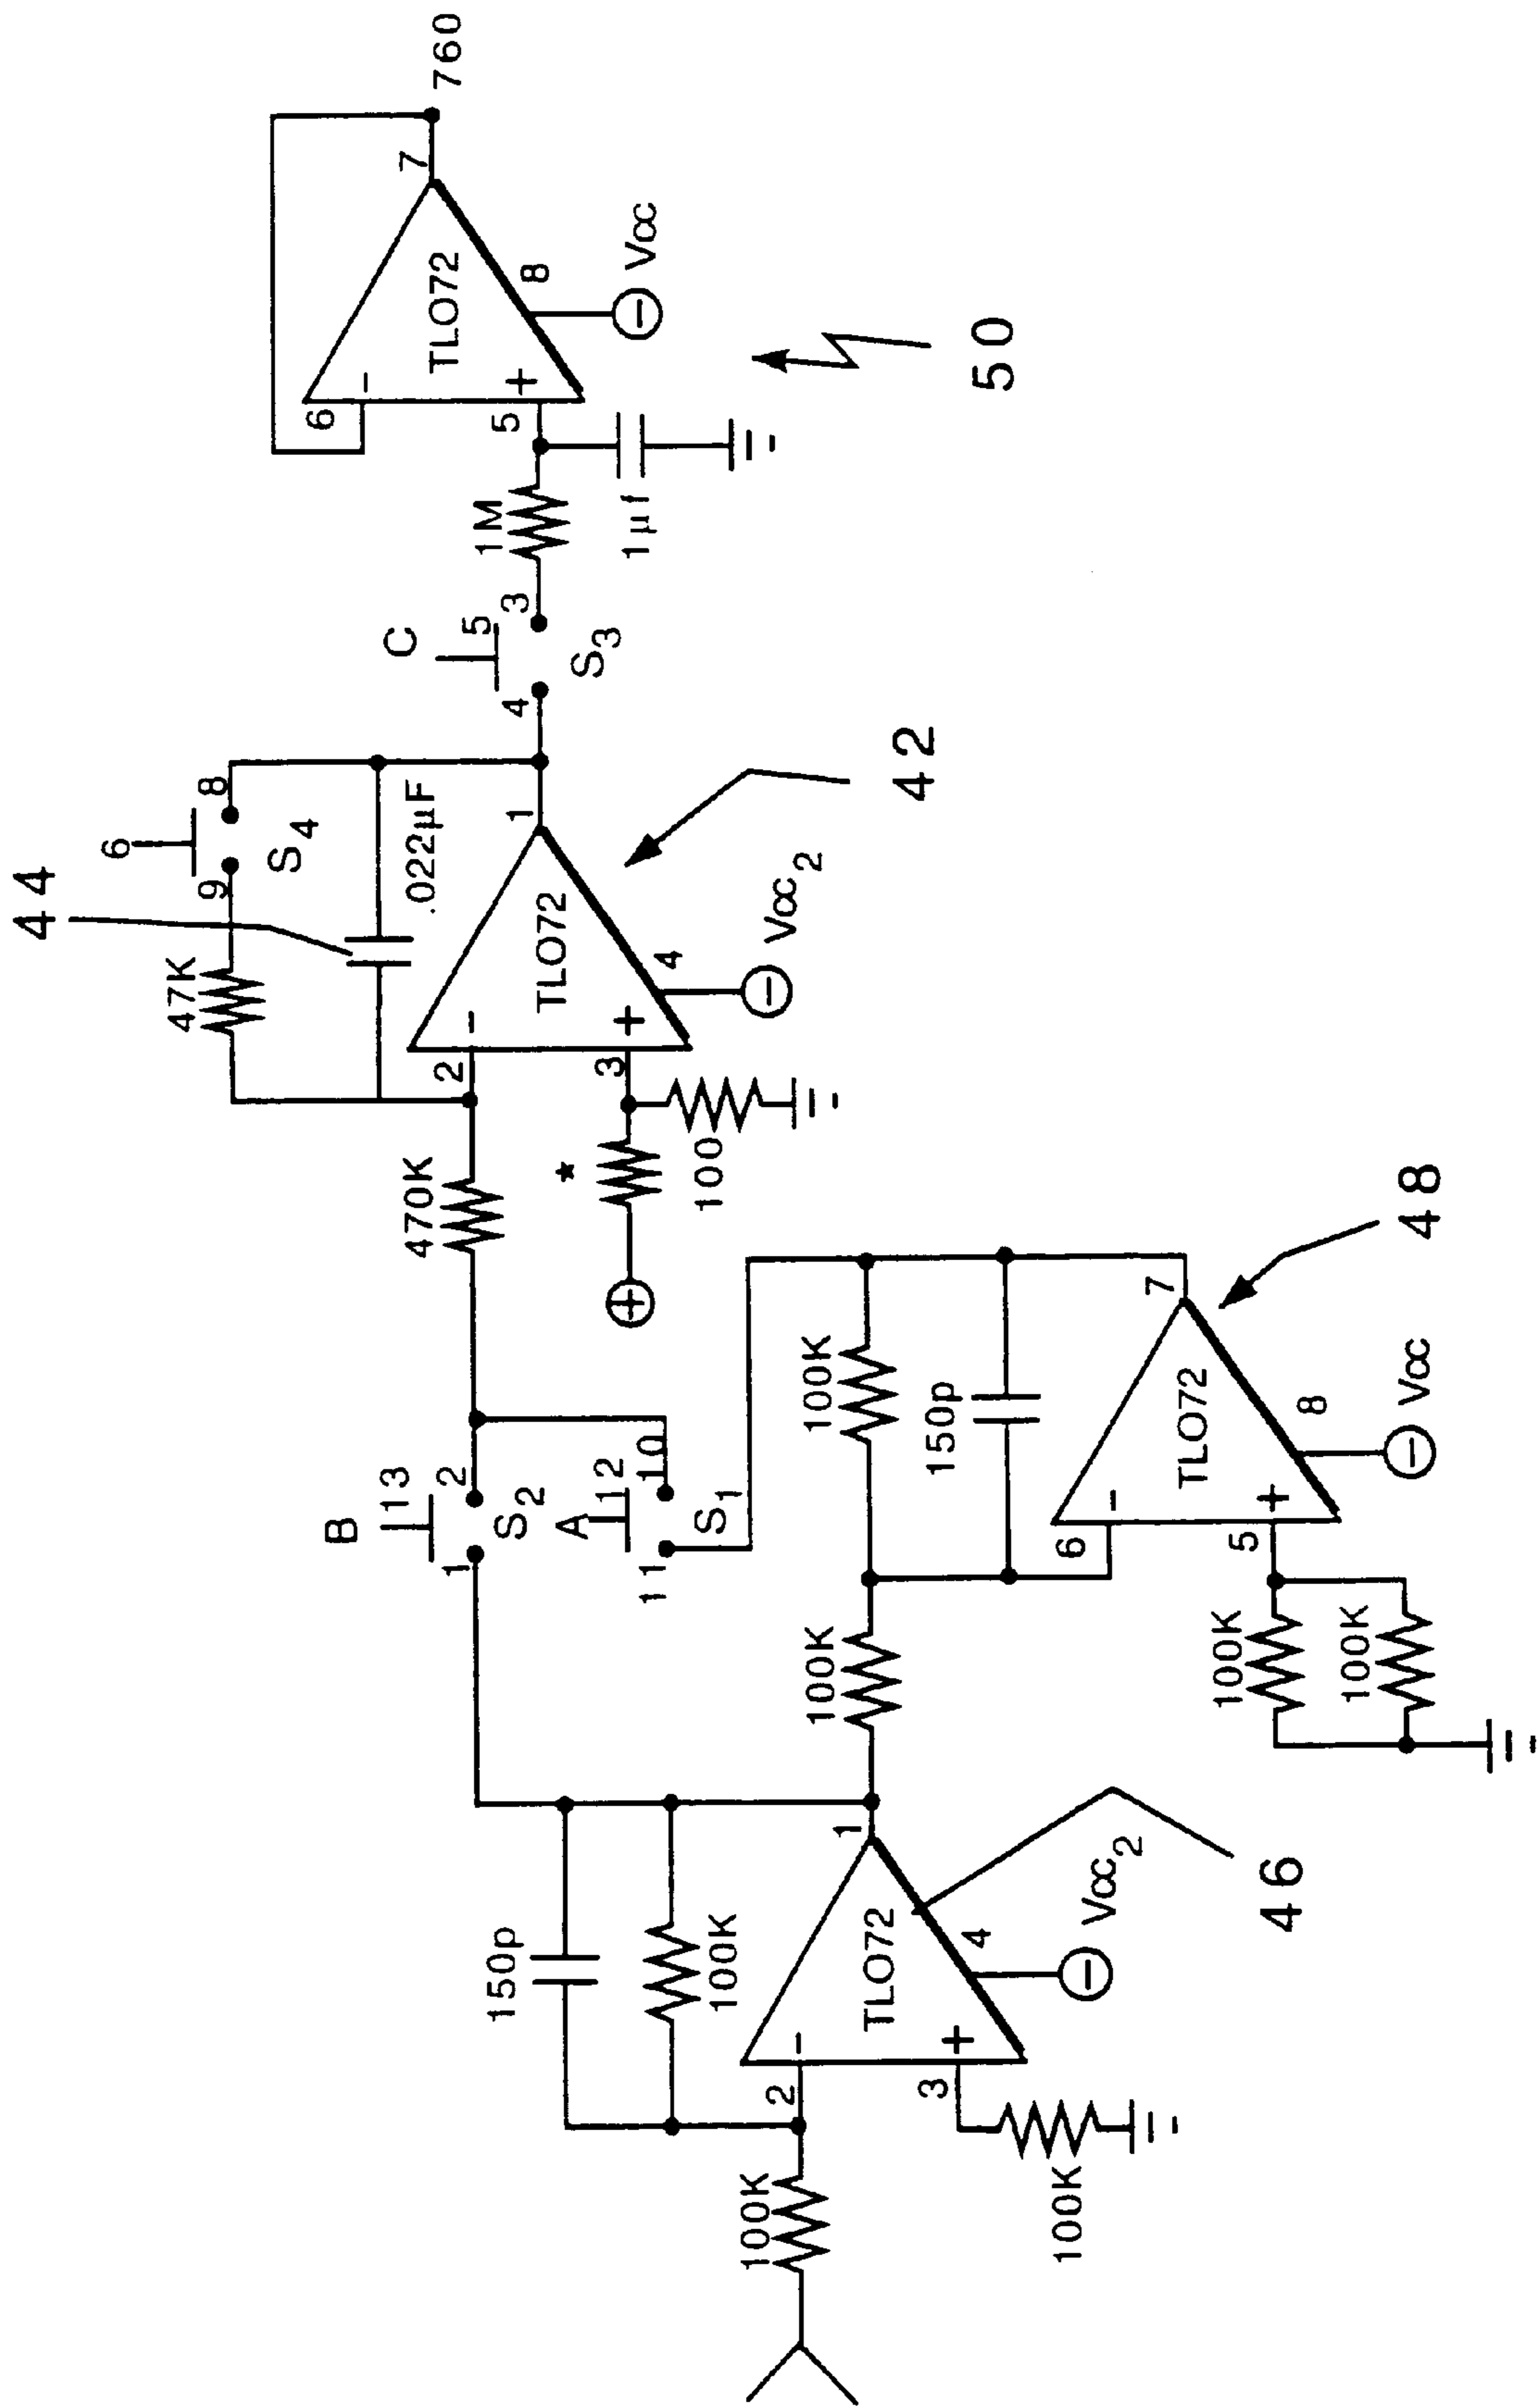 44
6
9
8
S4
47K
.022µF
C
5
4
3
S3
1M
1µf
6
-
5
+
TLO72
7
760
8
Vcc
50
B
13
1
2
S2
A
12
11
10
S1
470K
2
-
3
+
TLO72
1
4
Vcc2
42
★
100
150p
100K
100K
2
-
3
+
TLO72
1
4
Vcc2
46
100K
100K
100K
150p
6
-
5
+
TLO72
7
8
Vcc
48
100K
100K